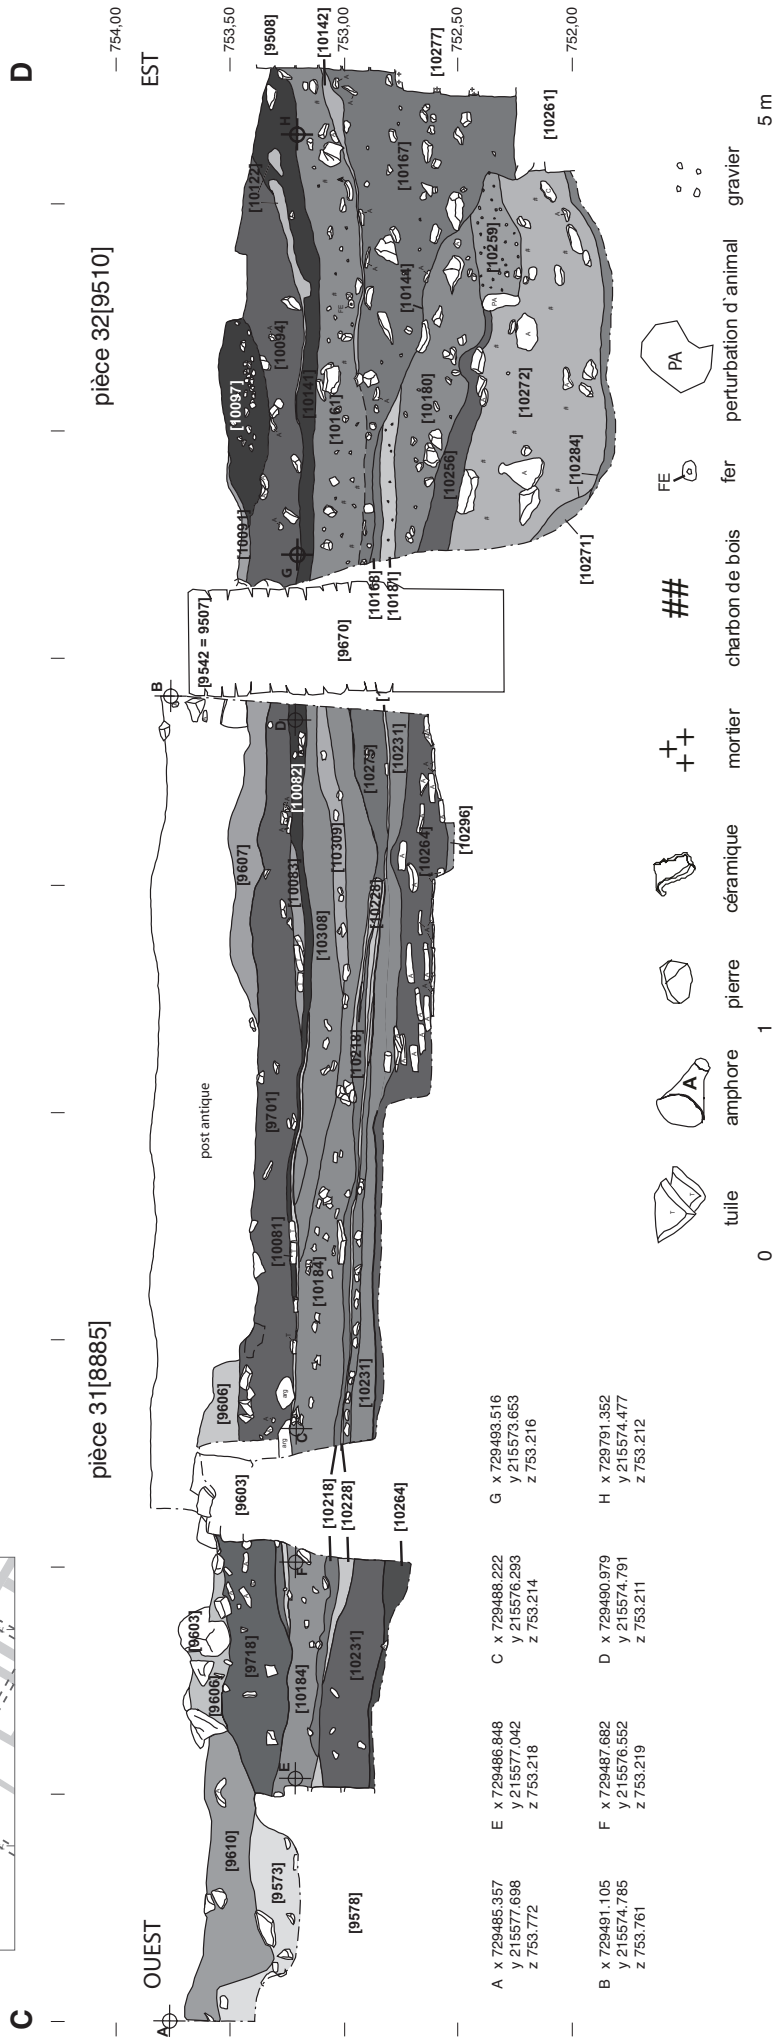 C
D
OUEST
EST
pièce 31[8885]
pièce 32[9510]
754,00
753,50
753,00
752,50
752,00
A
B
[9508]
[10142]
[10277]
[10261]
[10122]
[10097]
[10091]
[10094]
[10141]
[10161]
[10167]
[10144]
[10259]
[10180]
[10256]
[10272]
[10284]
[10271]
[10168]
[10181]
G
H
FE
PA
[9542 = 9507]
[9670]
post antique
[9607]
[9701]
[10081]
[10082]
[10083]
[10308]
[10309]
[10275]
[10231]
[10228]
[10218]
[10264]
[10296]
[10184]
[10231]
[9606]
arg
arg
C
D
[9603]
[10218]
[10228]
[10264]
[9603]
[9606]
[9718]
[10184]
[10231]
E
F
[9610]
[9573]
[9578]
A x 729485.357
y 215577.698
z 753.772
B x 729491.105
y 215574.785
z 753.761
E x 729486.848
y 215577.042
z 753.218
F x 729487.682
y 215576.552
z 753.219
C x 729488.222
y 215576.293
z 753.214
D x 729490.979
y 215574.791
z 753.211
G x 729493.516
y 215573.653
z 753.216
H x 729791.352
y 215574.477
z 753.212
T
T
A
FE
PA
tuile
amphore
pierre
céramique
mortier
charbon de bois
fer
perturbation d`animal
gravier
0
1
5 m